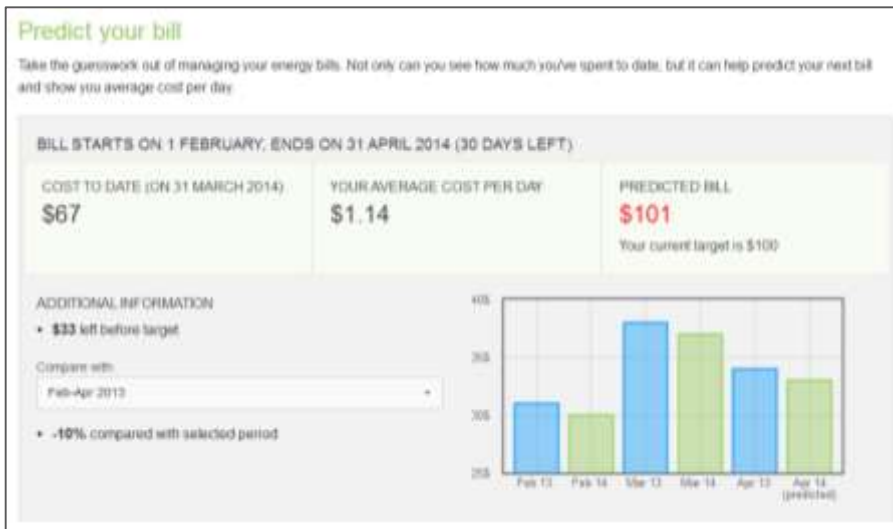 Predict your bill
Take the guesswork out of managing your energy bills. Not only can you see how much you've spent to date, but it can help predict your next bill
and show you average cost per day.
BILL STARTS ON 1 FEBRUARY, ENDS ON 31 APRIL 2014 (30 DAYS LEFT)
COST TO DATE (ON 31 MARCH 2014)
$67
YOUR AVERAGE COST PER DAY
$1.14
PREDICTED BILL
$101
Your current target is $100
ADDITIONAL INFORMATION
• $33 left before target
Compare with:
Feb-Apr 2013
• -10% compared with selected period
40$
35$
30$
25$
Feb 13 Feb 14 Mar 13 Mar 14 Apr 13 Apr 14
(predicted)